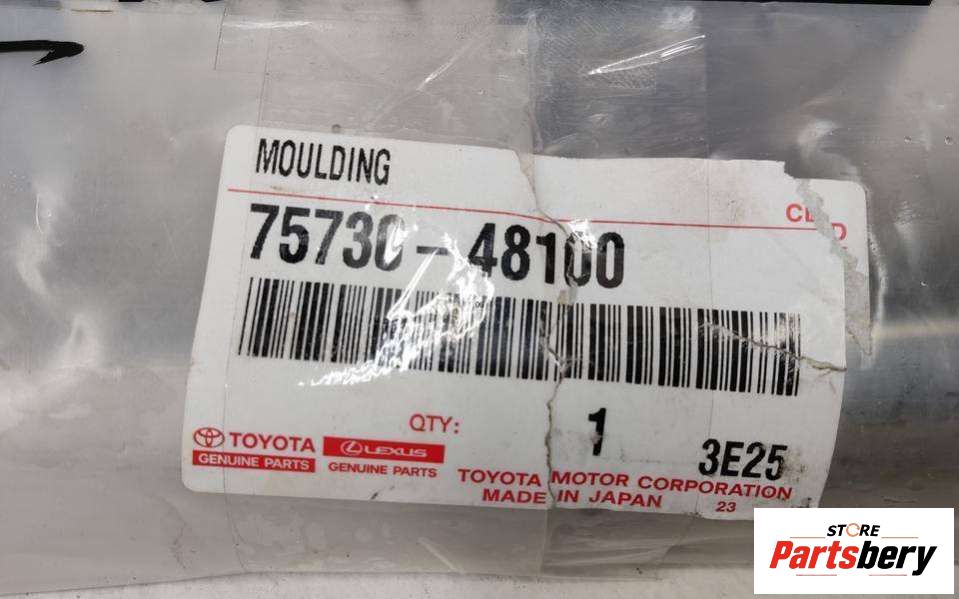 MOULDING
75730-48100
QTY: 1
3E25
TOYOTA
GENUINE PARTS
LEXUS
GENUINE PARTS
TOYOTA MOTOR CORPORATION
MADE IN JAPAN 23
STORE
Partsbery